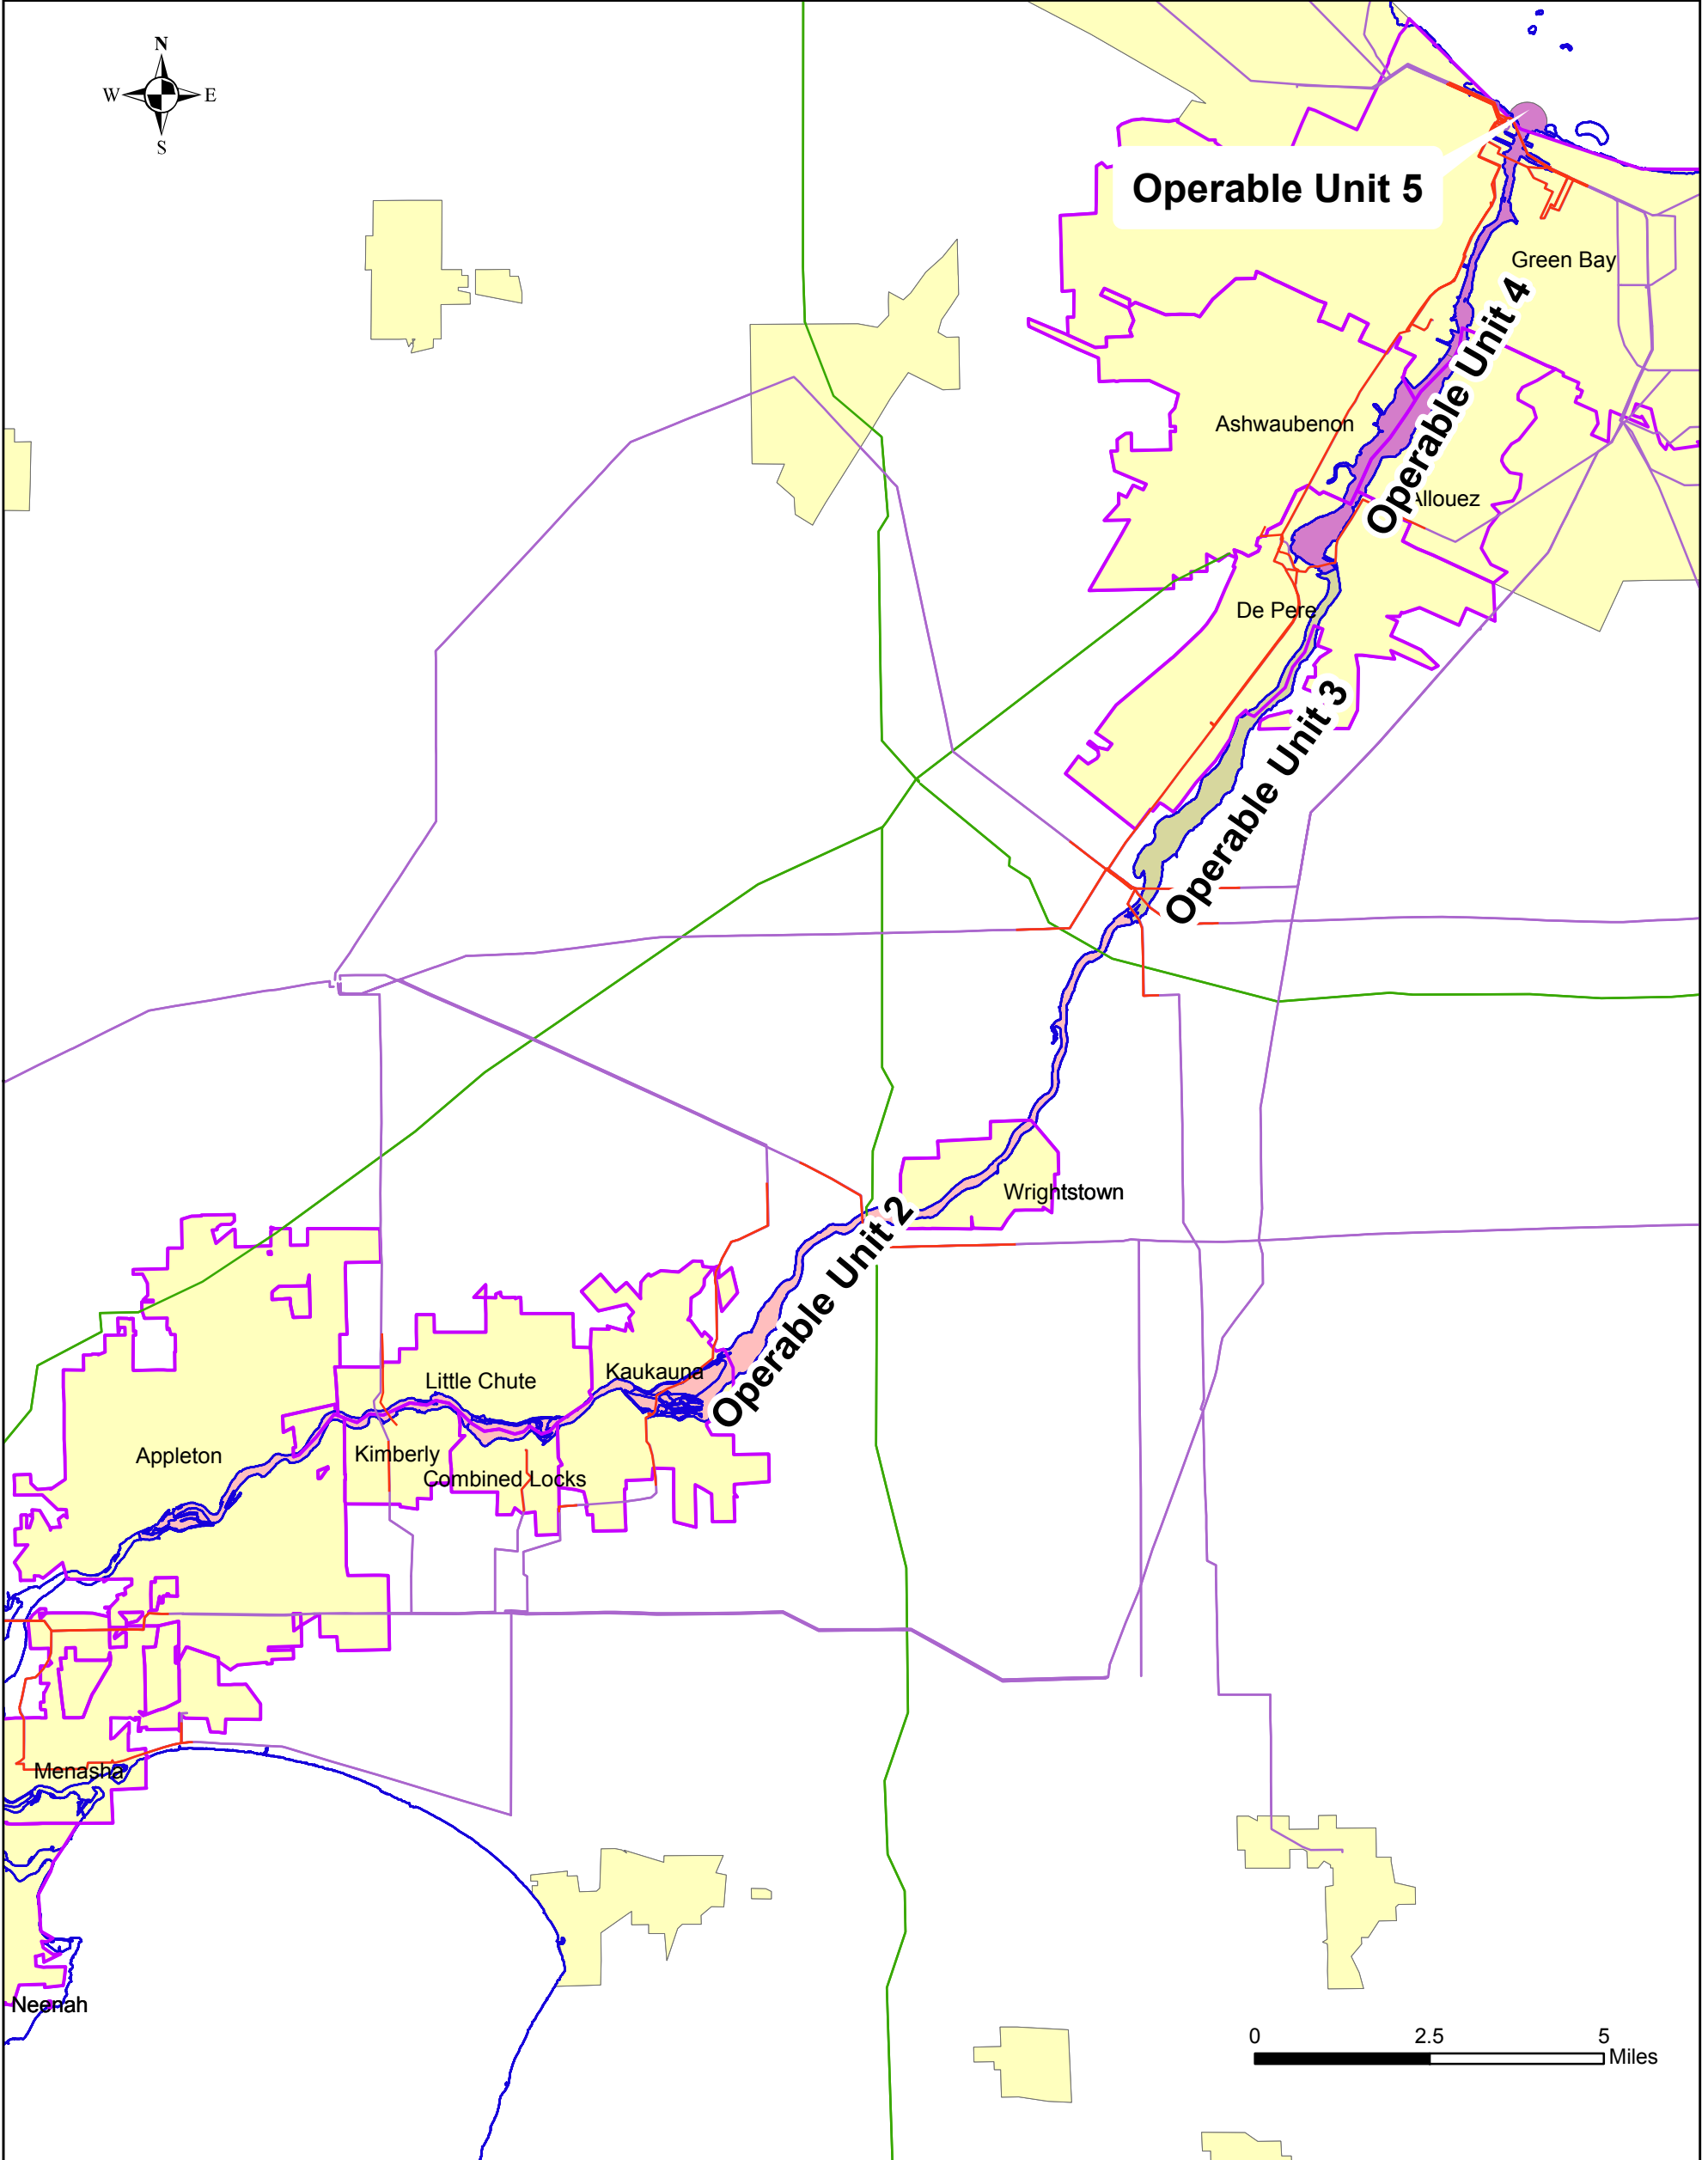 N
W E
S
Operable Unit 5
Green Bay
Operable Unit 4
Ashwaubenon
Allouez
De Pere
Operable Unit 3
Wrightstown
Operable Unit 2
Kaukauna
Little Chute
Appleton
Kimberly
Combined Locks
Menasha
Neenah
0 2.5 5
Miles